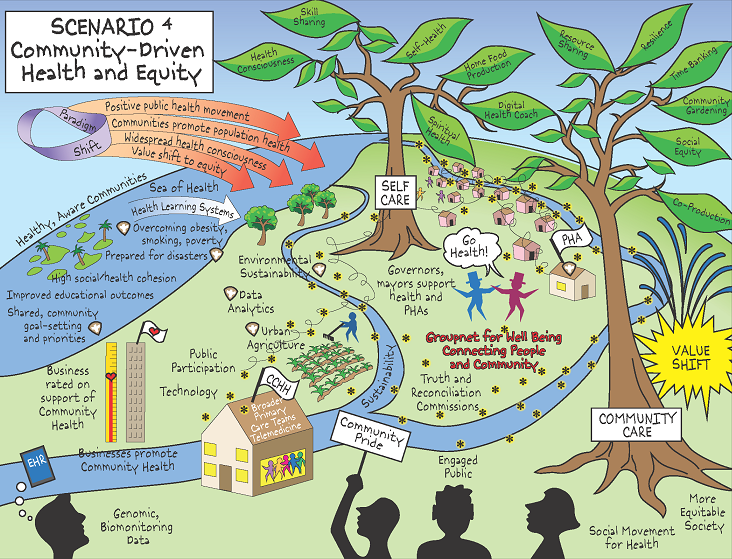 SCENARIO 4
Community-Driven
Health and Equity
Skill
Sharing
Health
Consciousness
Self-Health
Home Food
Production
Digital
Health Coach
Spiritual
Health
Resource
Sharing
Resilience
Time Banking
Community
Gardening
Social
Equity
Co-Production
Paradigm
Shift
Positive public health movement
Communities promote population health
Widespread health consciousness
Value shift to equity
Healthy, Aware Communities
Sea of Health
Health Learning Systems
Overcoming obesity,
smoking, poverty
Prepared for disasters
High social/health cohesion
Improved educational outcomes
Shared, community
goal-setting
and priorities
Environmental
Sustainability
Data
Analytics
Urban
Agriculture
SELF
CARE
Go
Health!
PHA
Governors,
mayors support
health and
PHAs
Groupnet for Well Being
Connecting People
and Community
VALUE
SHIFT
Business
rated on
support of
Community
Health
Public
Participation
Technology
CCHH
Broader
Primary
Care Teams
Telemedicine
Sustainability
Truth and
Reconciliation
Commissions
COMMUNITY
CARE
Community
Pride
Businesses promote
Community Health
EHR
Engaged
Public
Genomic,
Biomonitoring
Data
Social Movement
for Health
More
Equitable
Society